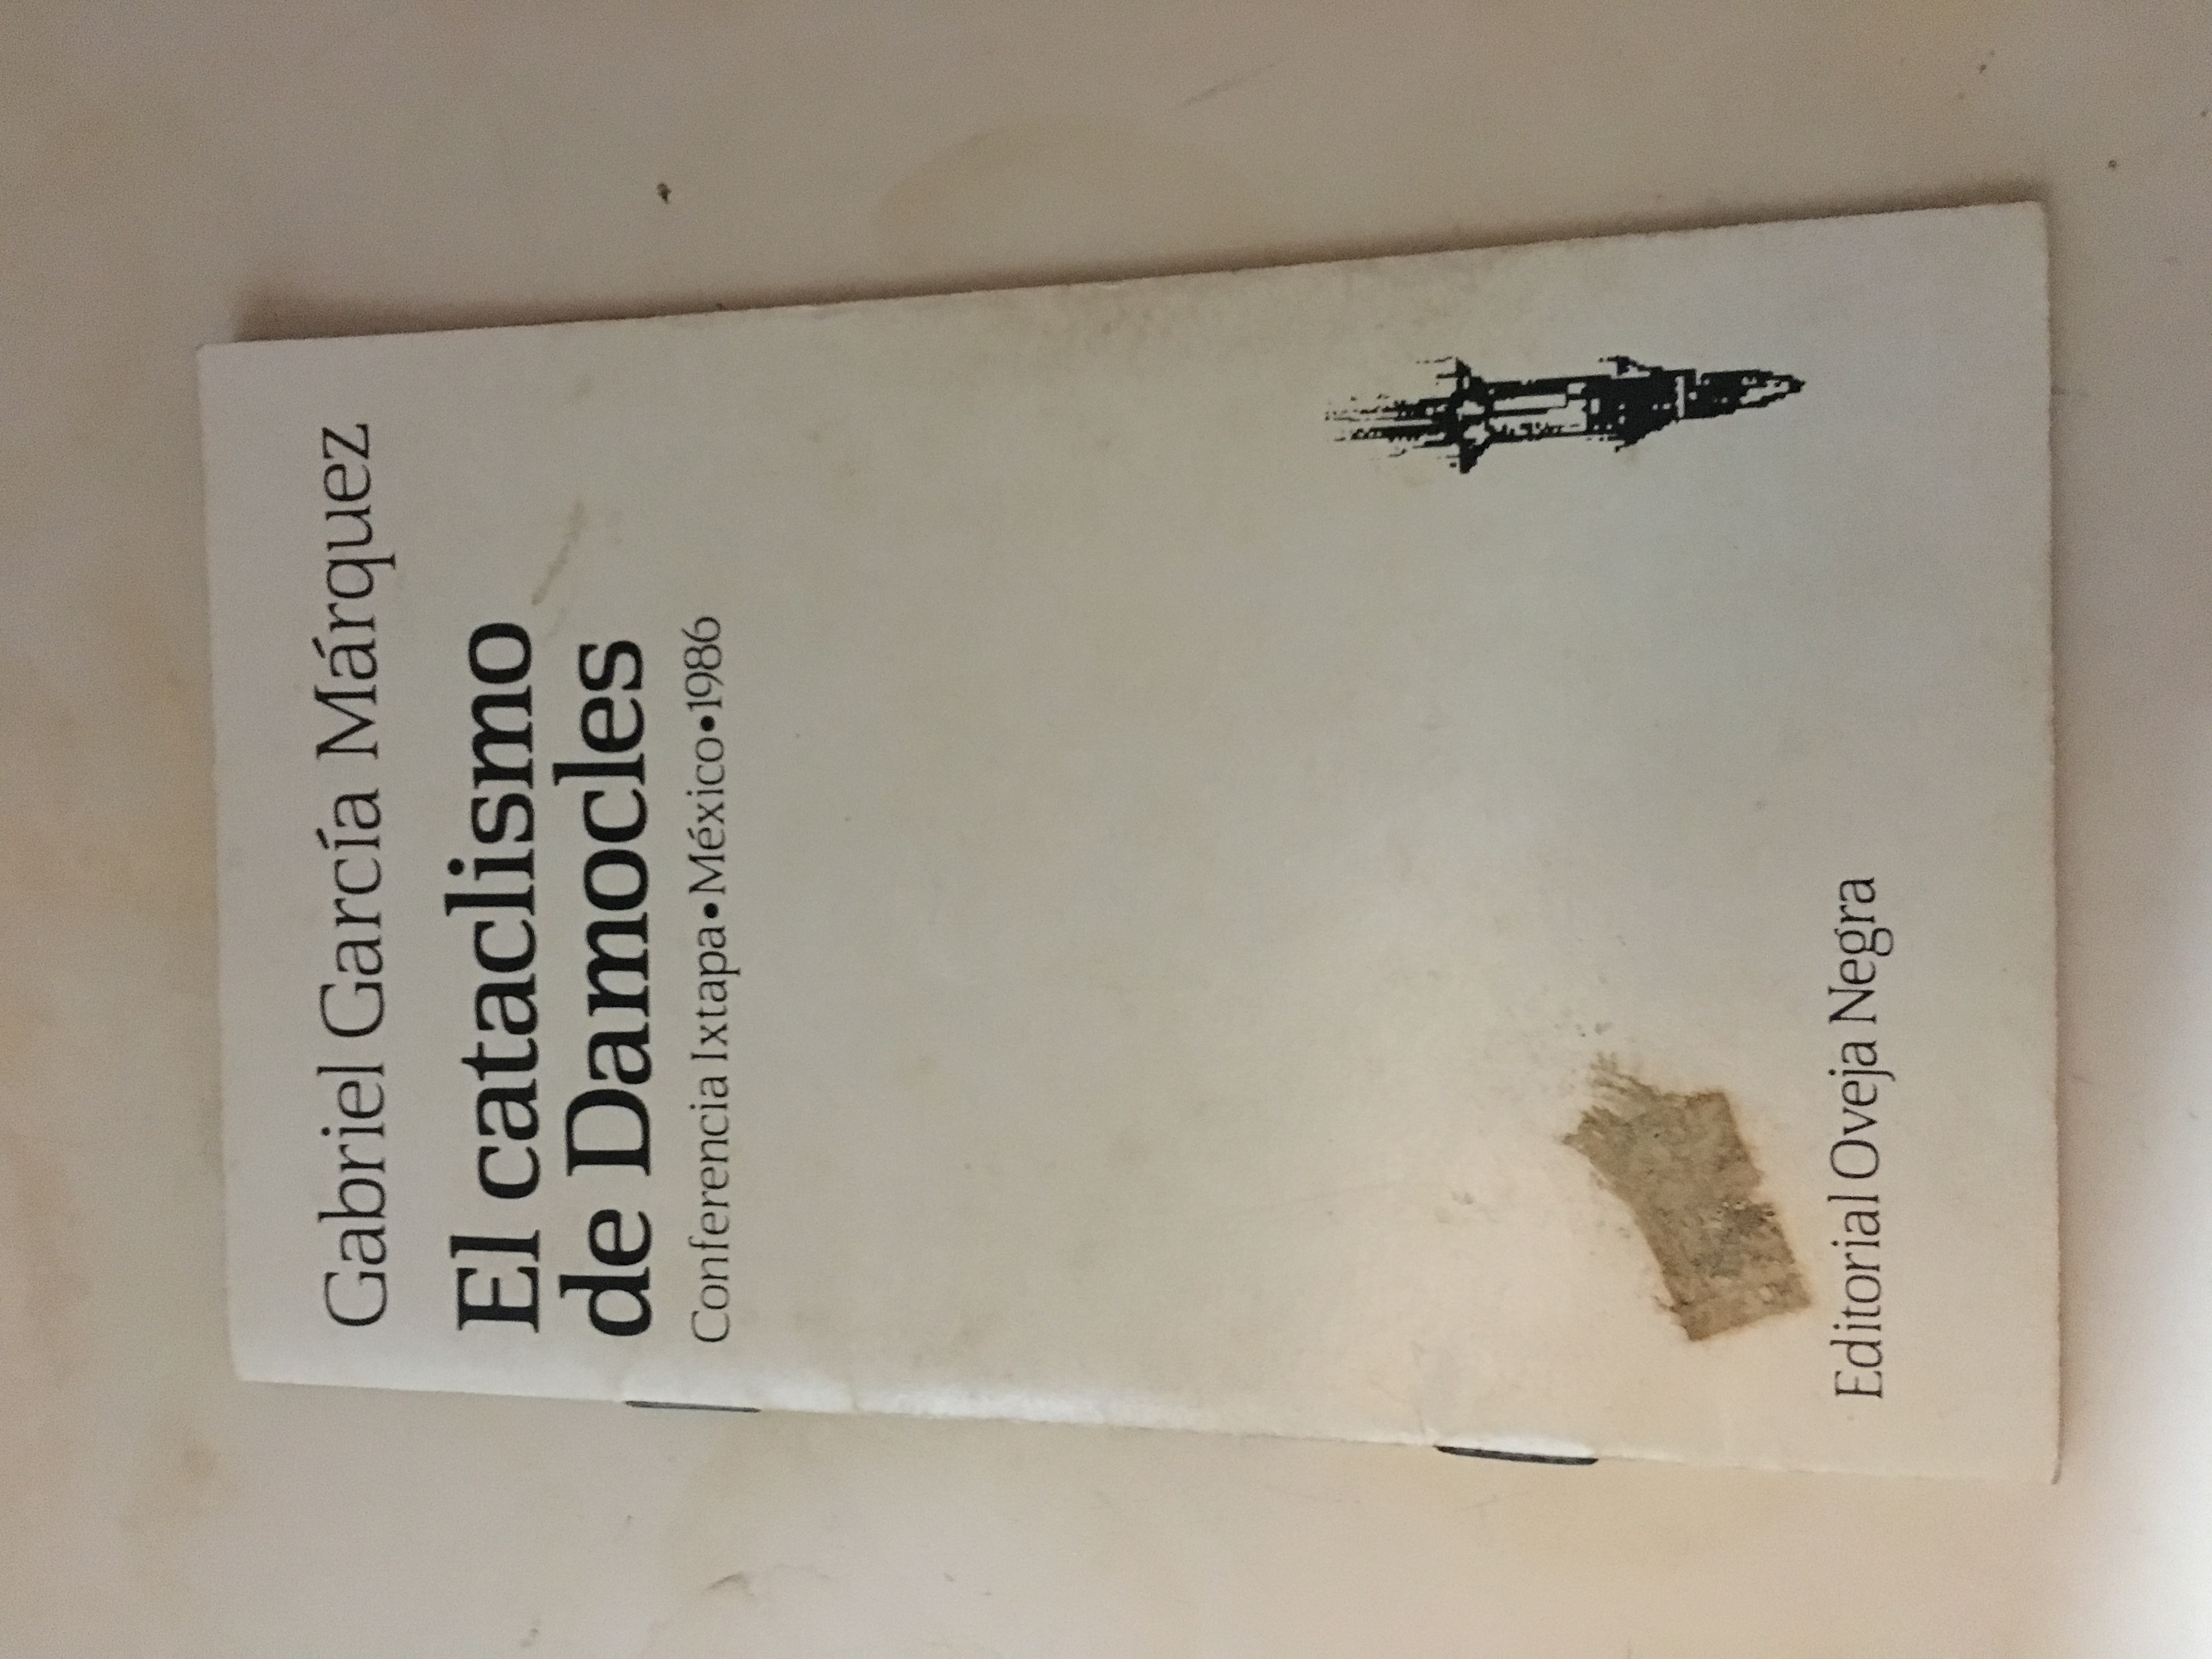 Gabriel García Márquez
El cataclismo
de Damocles
Conferencia Ixtapa•México•1986
Editorial Oveja Negra